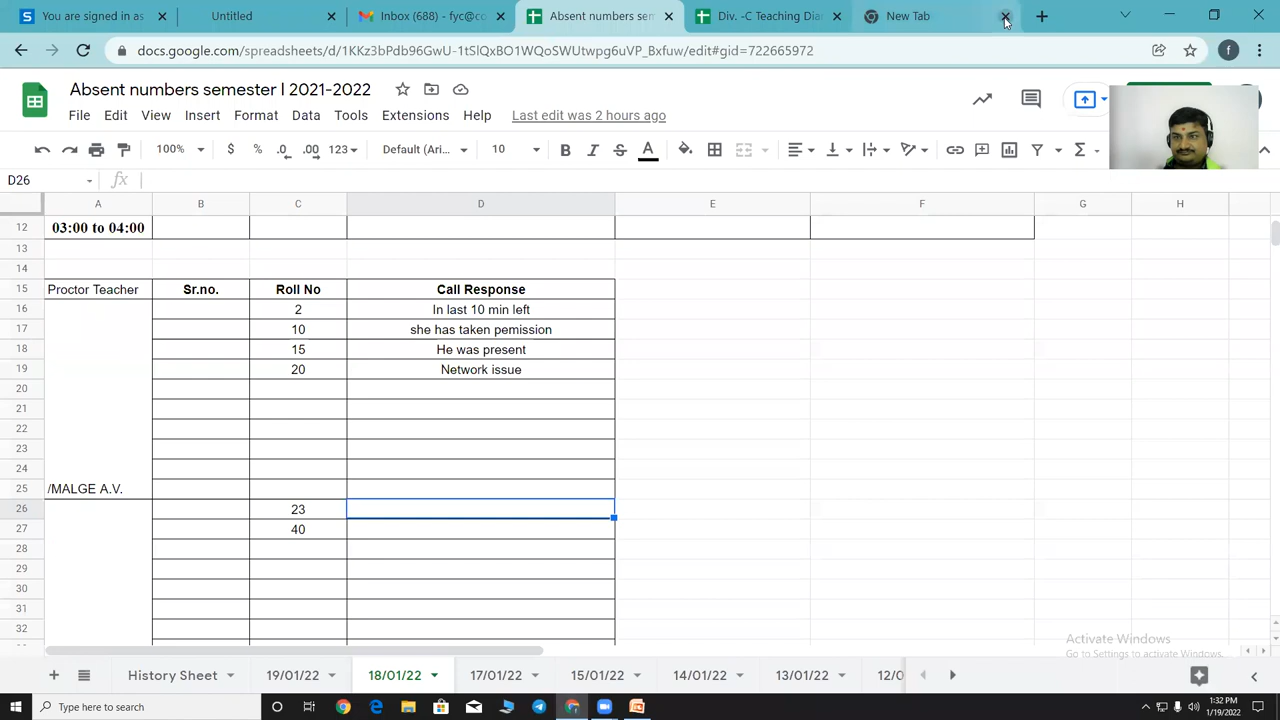 You are signed in as
Untitled
Inbox (688) - fyc@co
Absent numbers sem
Div. -C Teaching Diar
New Tab
docs.google.com/spreadsheets/d/1KKz3bPdb96GwU-1tSlQxBO1WQoSWUtwpg6uVP_Bxfuw/edit#gid=722665972
f
Absent numbers semester I 2021-2022
File Edit View Insert Format Data Tools Extensions Help Last edit was 2 hours ago
100% $ % .0 .00 123 Default (Ari... 10 B I S A
D26 fx
A B C D E F G H
12 03:00 to 04:00
13
14
15 Proctor Teacher Sr.no. Roll No Call Response
16 2 In last 10 min left
17 10 she has taken pemission
18 15 He was present
19 20 Network issue
20
21
22
23
24
25 /MALGE A.V.
26 23
27 40
28
29
30
31
32
Activate Windows
Go to Settings to activate Windows.
History Sheet 19/01/22 18/01/22 17/01/22 15/01/22 14/01/22 13/01/22 12/0
Type here to search
1:32 PM
1/19/2022